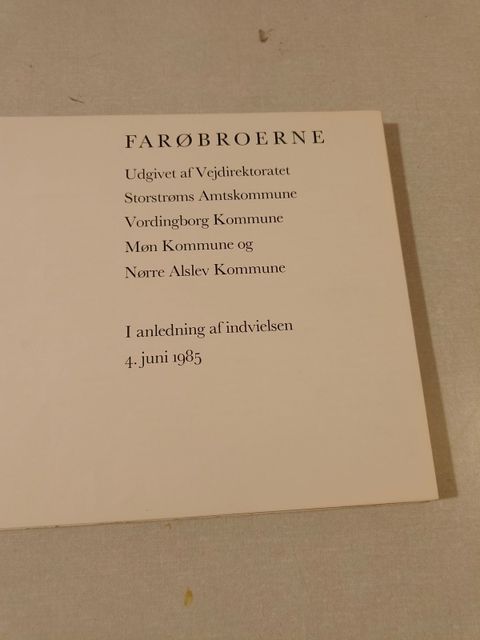 FARØBROERNE
Udgivet af Vejdirektoratet
Storstrøms Amtskommune
Vordingborg Kommune
Møn Kommune og
Nørre Alslev Kommune
I anledning af indvielsen
4. juni 1985